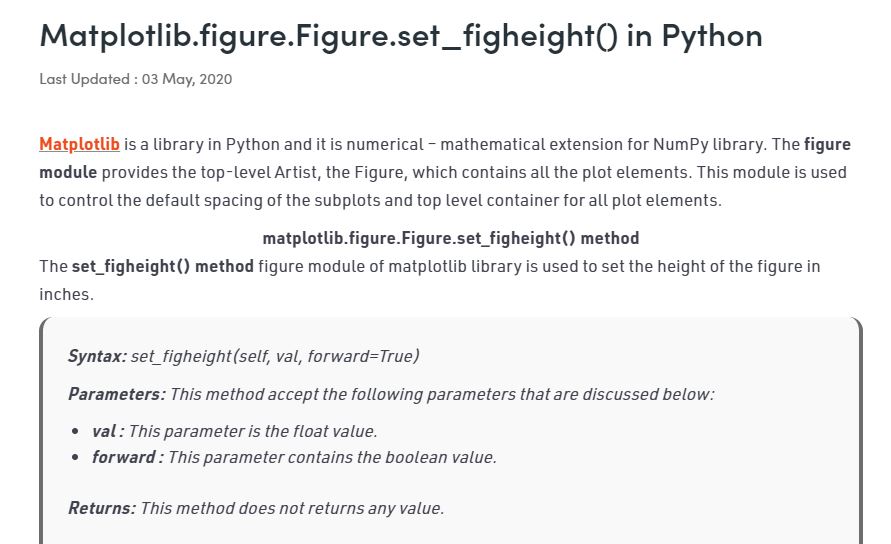 Matplotlib.figure.Figure.set_figheight() in Python
Last Updated : 03 May, 2020
Matplotlib is a library in Python and it is numerical – mathematical extension for NumPy library. The figure
module provides the top-level Artist, the Figure, which contains all the plot elements. This module is used
to control the default spacing of the subplots and top level container for all plot elements.
matplotlib.figure.Figure.set_figheight() method
The set_figheight() method figure module of matplotlib library is used to set the height of the figure in
inches.
Syntax: set_figheight(self, val, forward=True)
Parameters: This method accept the following parameters that are discussed below:
• val : This parameter is the float value.
• forward : This parameter contains the boolean value.
Returns: This method does not returns any value.